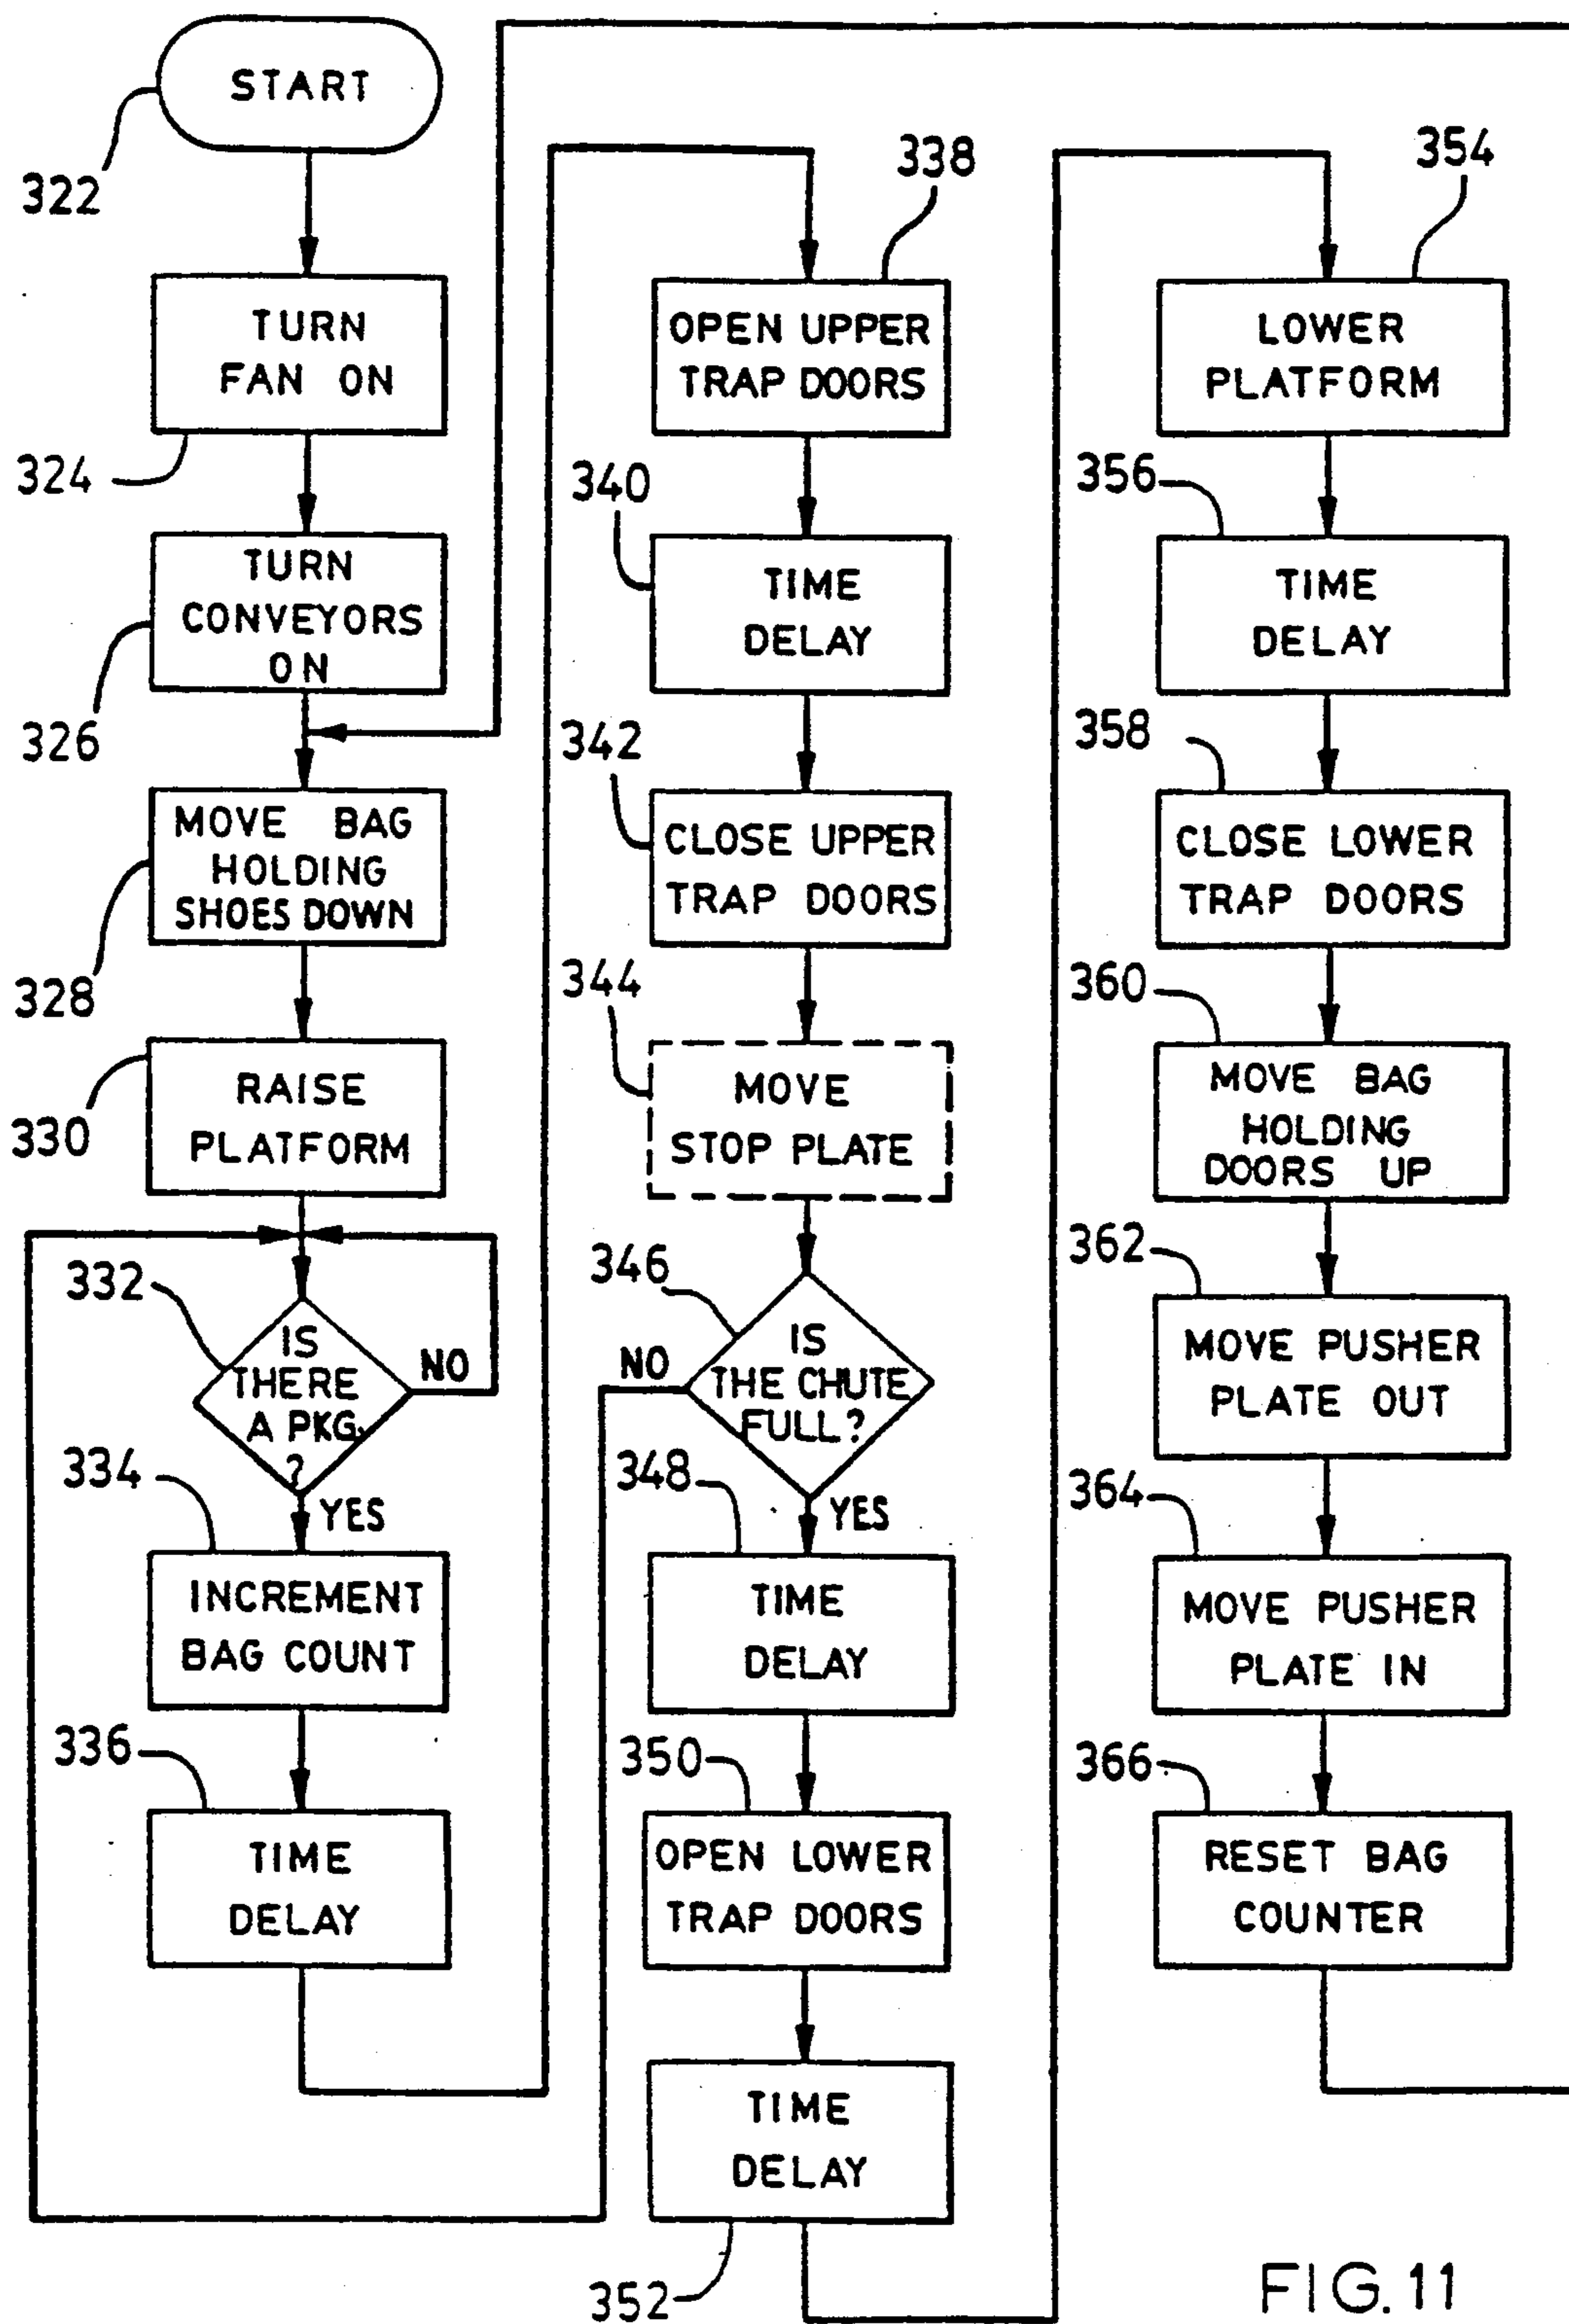 START
322
TURN
FAN ON
324
TURN
CONVEYORS
ON
326
MOVE BAG
HOLDING
SHOES DOWN
328
RAISE
PLATFORM
330
332
IS
THERE
A PKG.
?
NO
YES
334
INCREMENT
BAG COUNT
336
TIME
DELAY
338
OPEN UPPER
TRAP DOORS
340
TIME
DELAY
342
CLOSE UPPER
TRAP DOORS
344
MOVE
STOP PLATE
346
IS
THE CHUTE
FULL?
NO
YES
348
TIME
DELAY
350
OPEN LOWER
TRAP DOORS
TIME
DELAY
352
354
LOWER
PLATFORM
356
TIME
DELAY
358
CLOSE LOWER
TRAP DOORS
360
MOVE BAG
HOLDING
DOORS UP
362
MOVE PUSHER
PLATE OUT
364
MOVE PUSHER
PLATE IN
366
RESET BAG
COUNTER
FIG.11